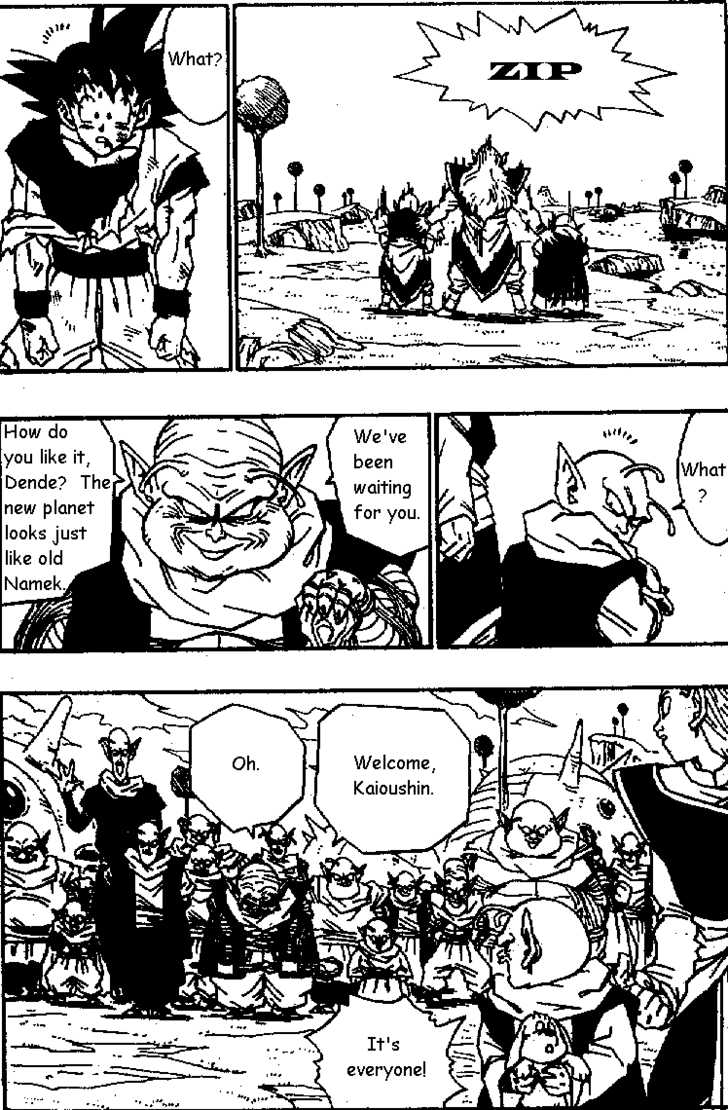 ZIP
What?
What
?
We've
been
waiting
for you.
How do
you like it,
Dende? The
new planet
looks just
like old
Namek.
Welcome,
Kaioushin.
Oh.
It's
everyone!